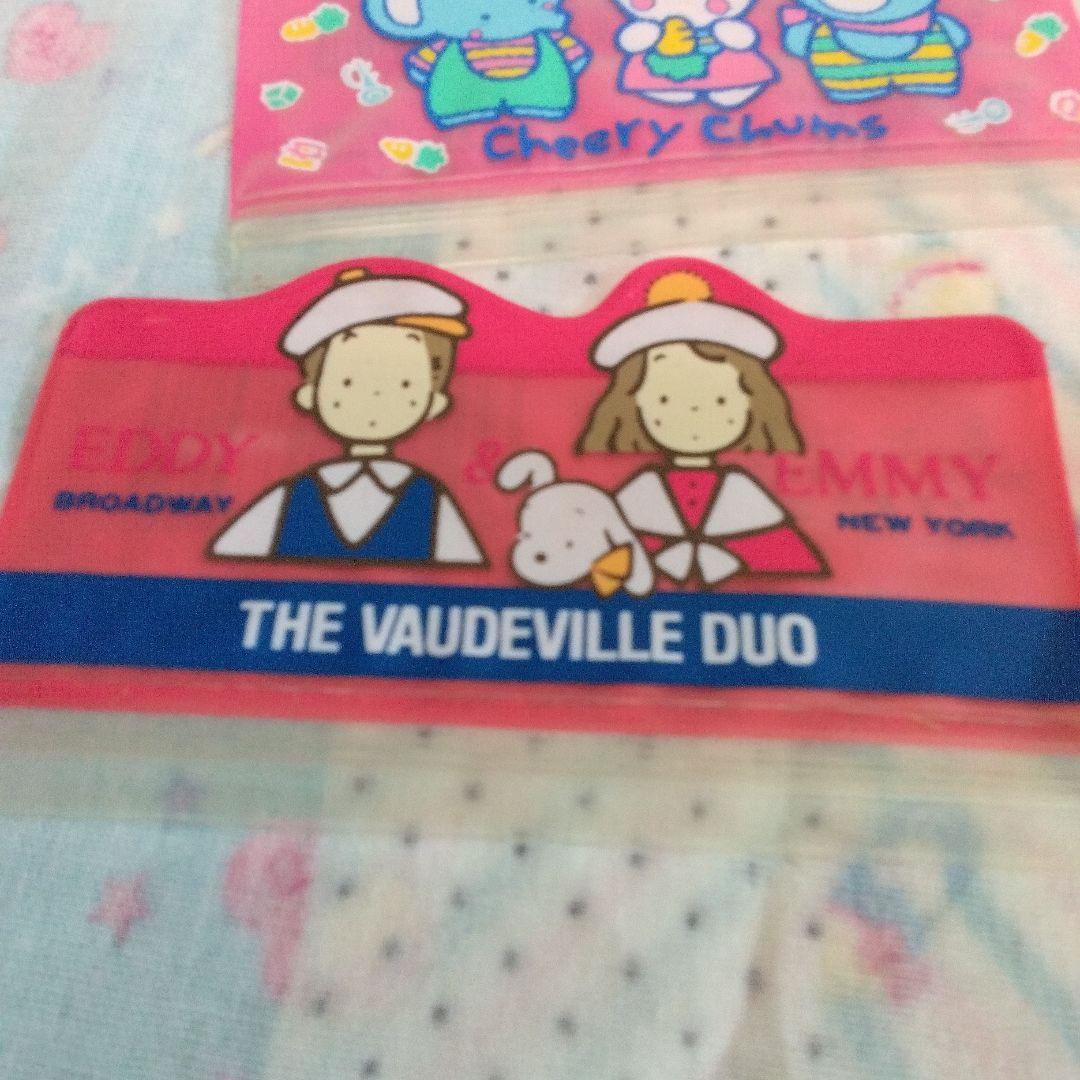 Cheery Chums
EDDY & EMMY
BROADWAY NEW YORK
THE VAUDEVILLE DUO